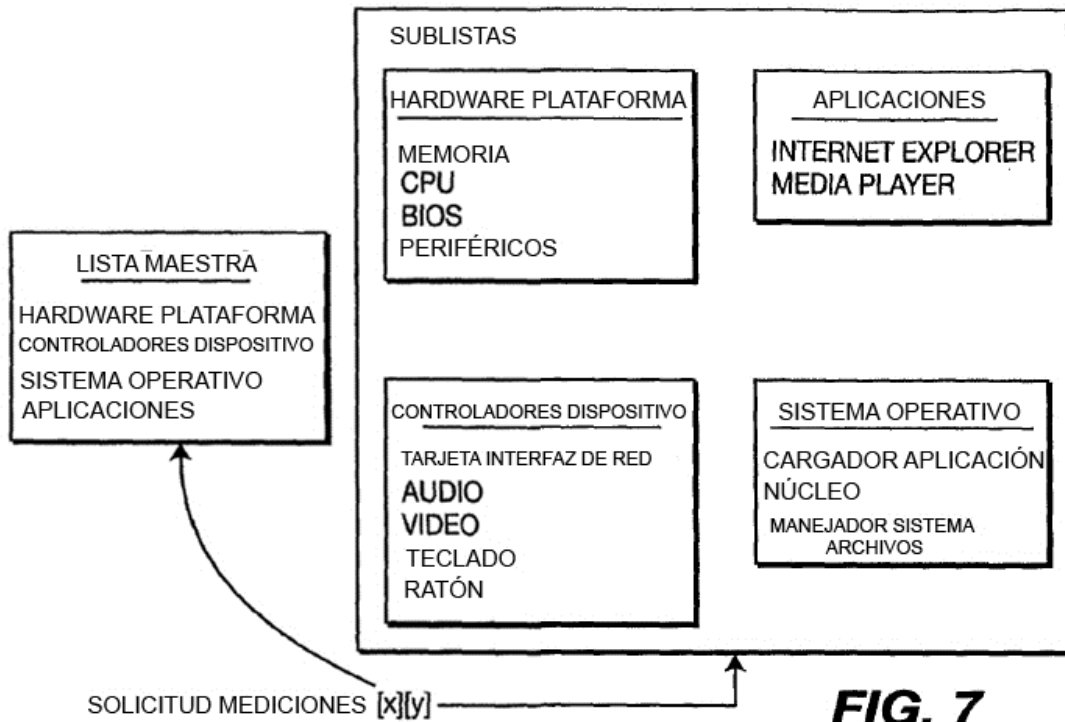 SUBLISTAS
HARDWARE PLATAFORMA
MEMORIA
CPU
BIOS
PERIFÉRICOS
APLICACIONES
INTERNET EXPLORER
MEDIA PLAYER
LISTA MAESTRA
HARDWARE PLATAFORMA
CONTROLADORES DISPOSITIVO
SISTEMA OPERATIVO
APLICACIONES
CONTROLADORES DISPOSITIVO
TARJETA INTERFAZ DE RED
AUDIO
VIDEO
TECLADO
RATÓN
SISTEMA OPERATIVO
CARGADOR APLICACIÓN
NÚCLEO
MANEJADOR SISTEMA
ARCHIVOS
SOLICITUD MEDICIONES [x][y]
FIG. 7